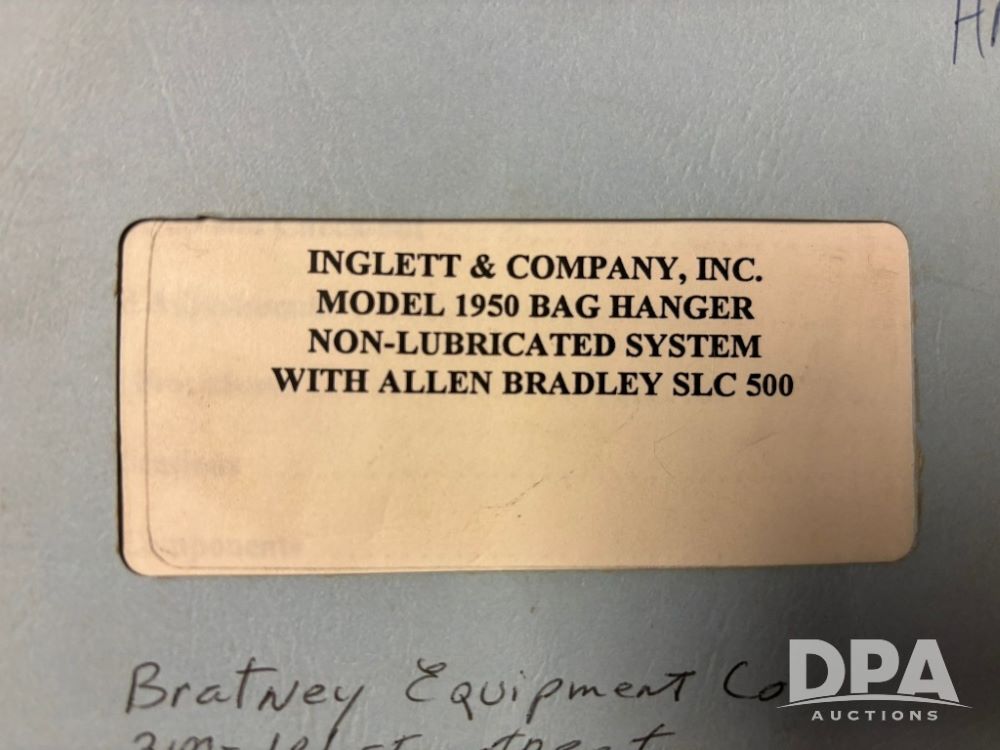 INGLETT & COMPANY, INC.
MODEL 1950 BAG HANGER
NON-LUBRICATED SYSTEM
WITH ALLEN BRADLEY SLC 500
Components
Bratney Equipment Co
DPA
AUCTIONS